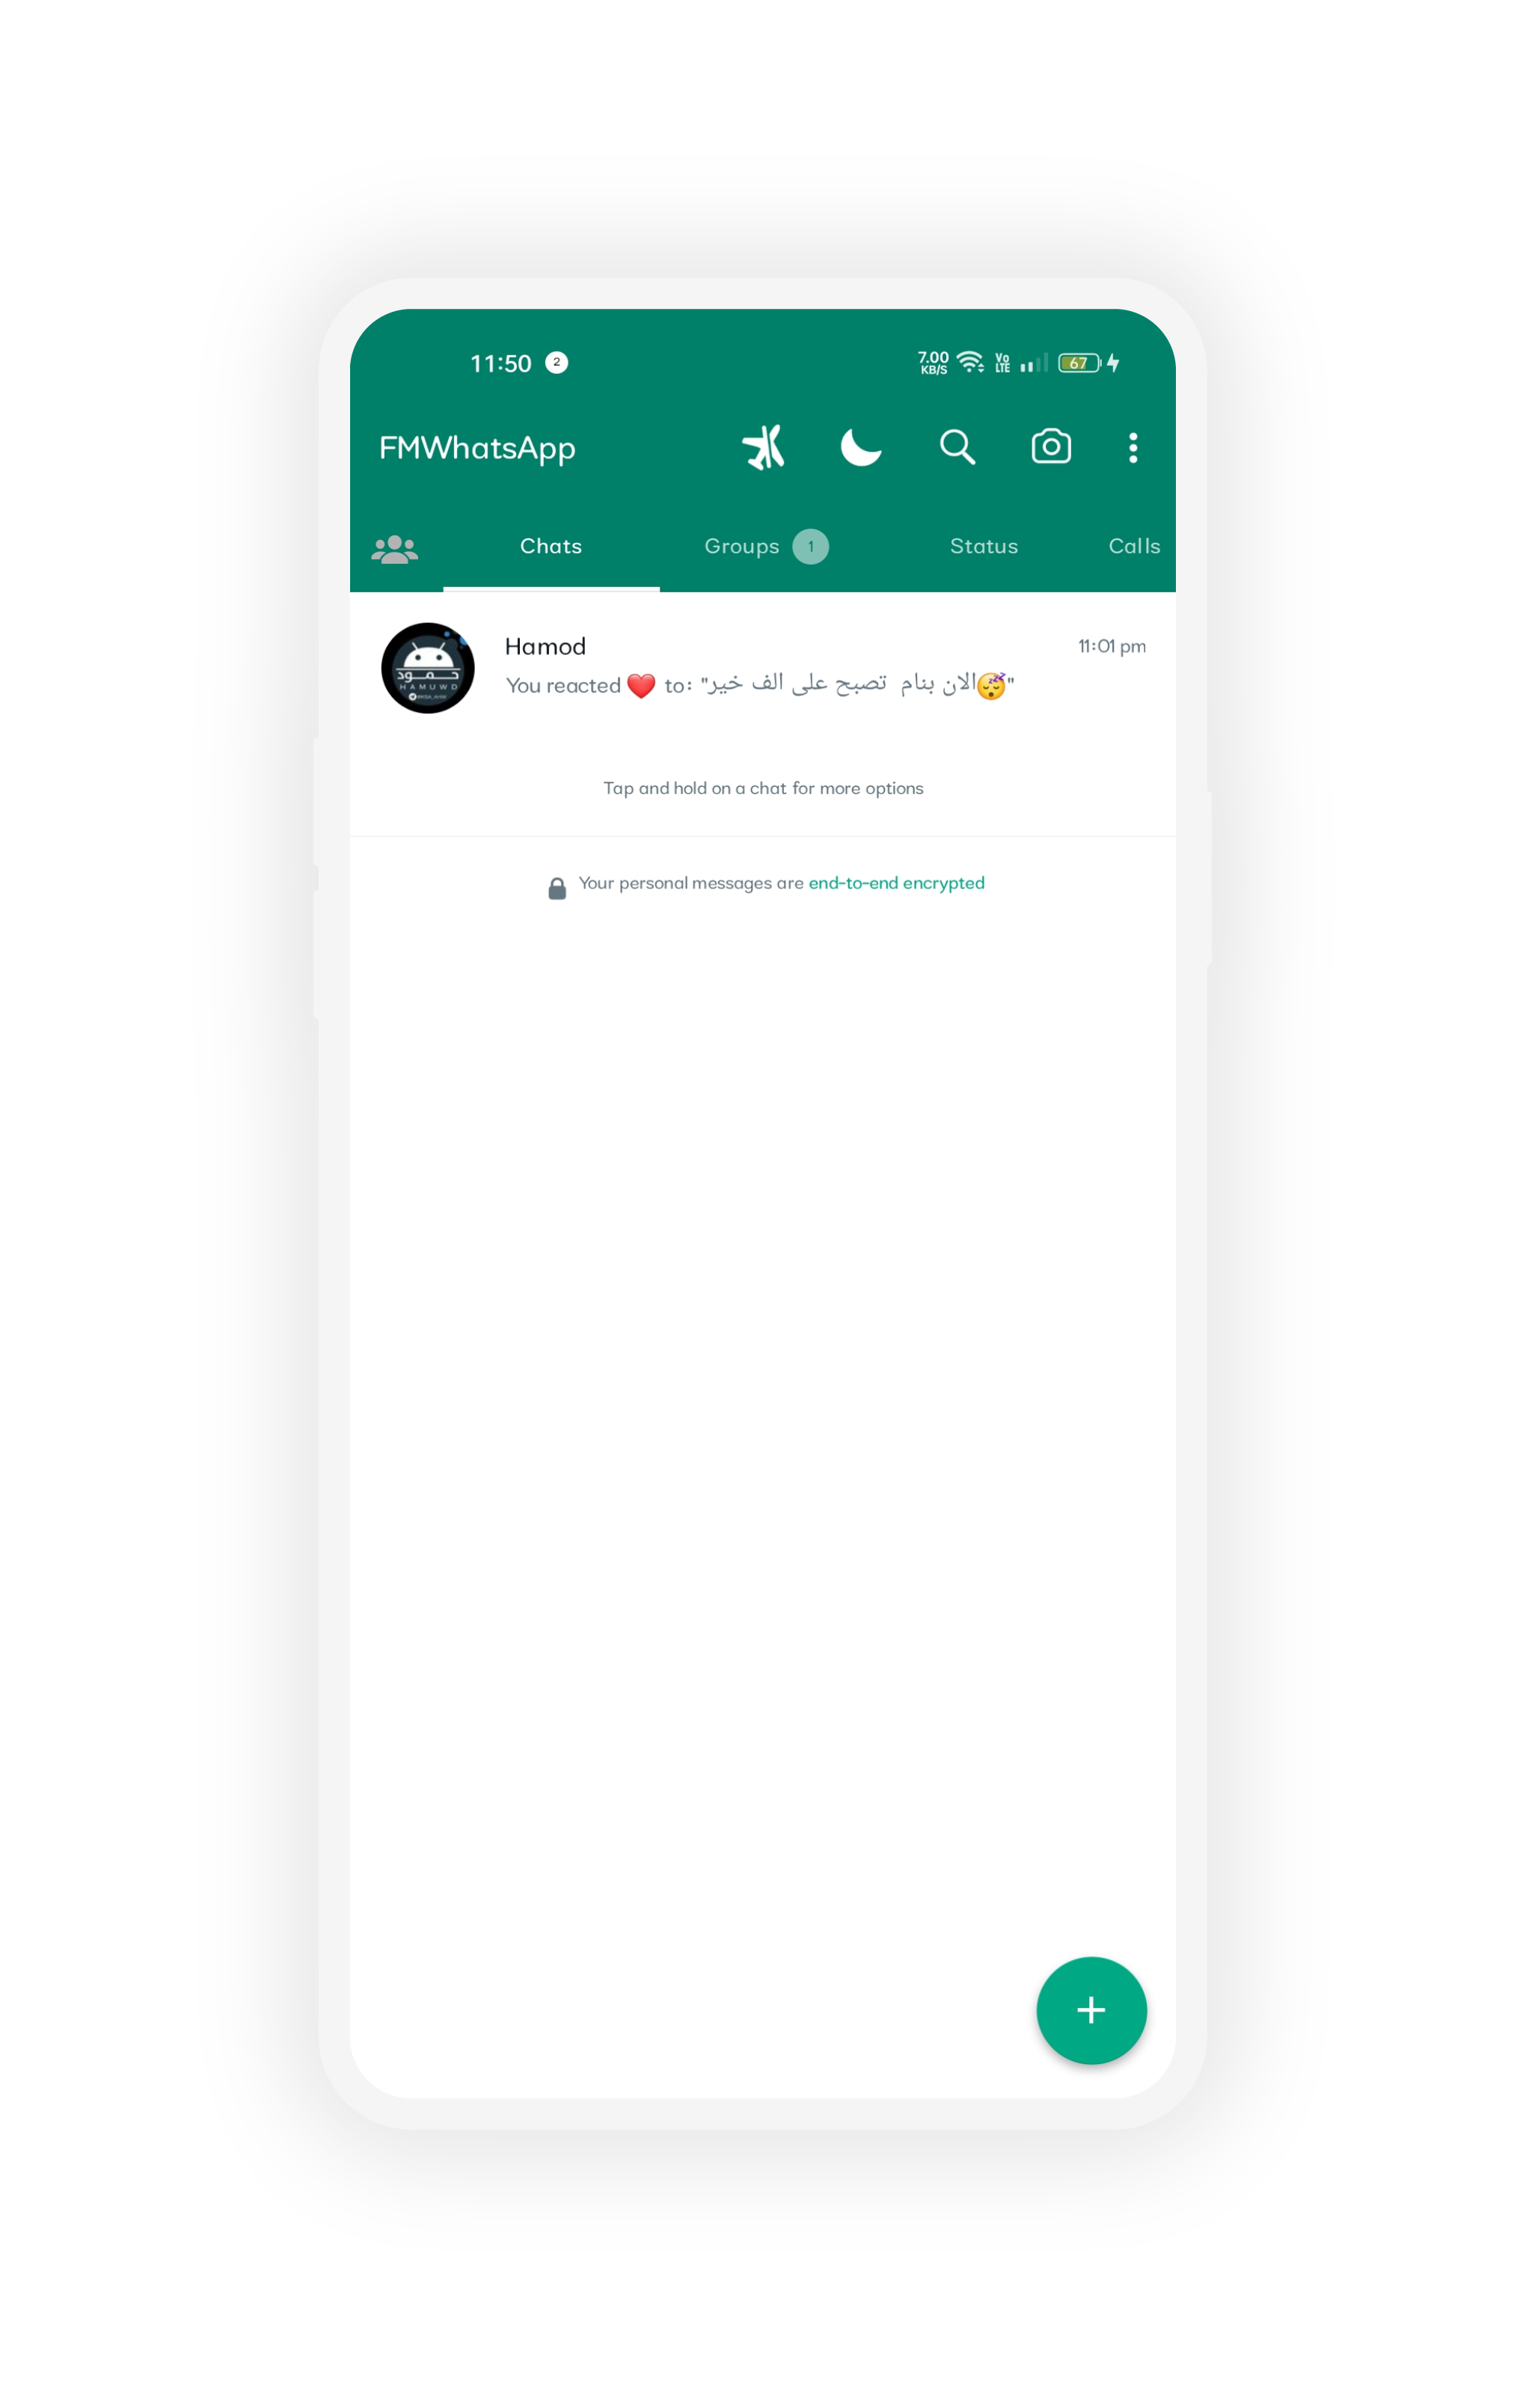 11:50 2 7.00 KB/S Vo LTE 67
FMWhatsApp
Chats Groups 1 Status Calls
Hamod 11:01 pm
You reacted ❤️ to: "الان بنام تصبح على الف خير😴"
حمود
HAMUWD
Tap and hold on a chat for more options
Your personal messages are end-to-end encrypted